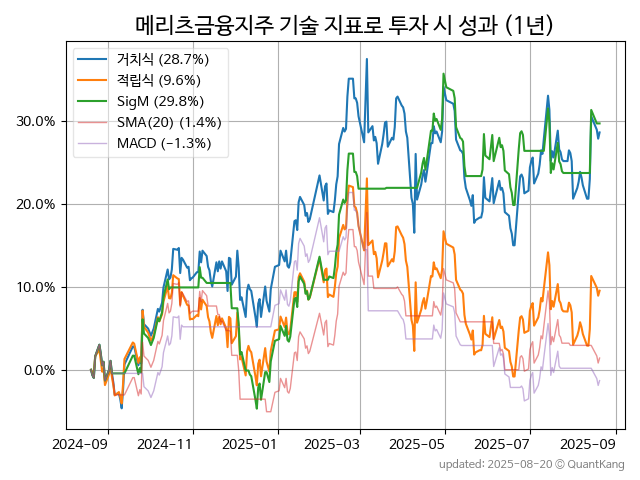 메리츠금융지주 기술 지표로 투자 시 성과 (1년)
거치식 (28.7%)
적립식 (9.6%)
SigM (29.8%)
SMA(20) (1.4%)
MACD (−1.3%)
30.0%
20.0%
10.0%
0.0%
2024-09 2024-11 2025-01 2025-03 2025-05 2025-07 2025-09
updated: 2025-08-20 © QuantKang